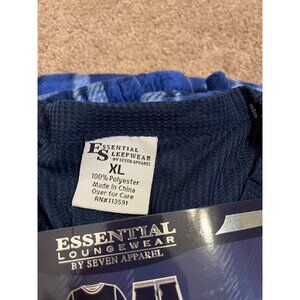 ES ESSENTIAL
SLEEPWEAR
BY SEVEN APPAREL
XL
100% Polyester
Made in China
Over for Care
RN#113591
ESSENTIAL
LOUNGEWEAR
BY SEVEN APPAREL